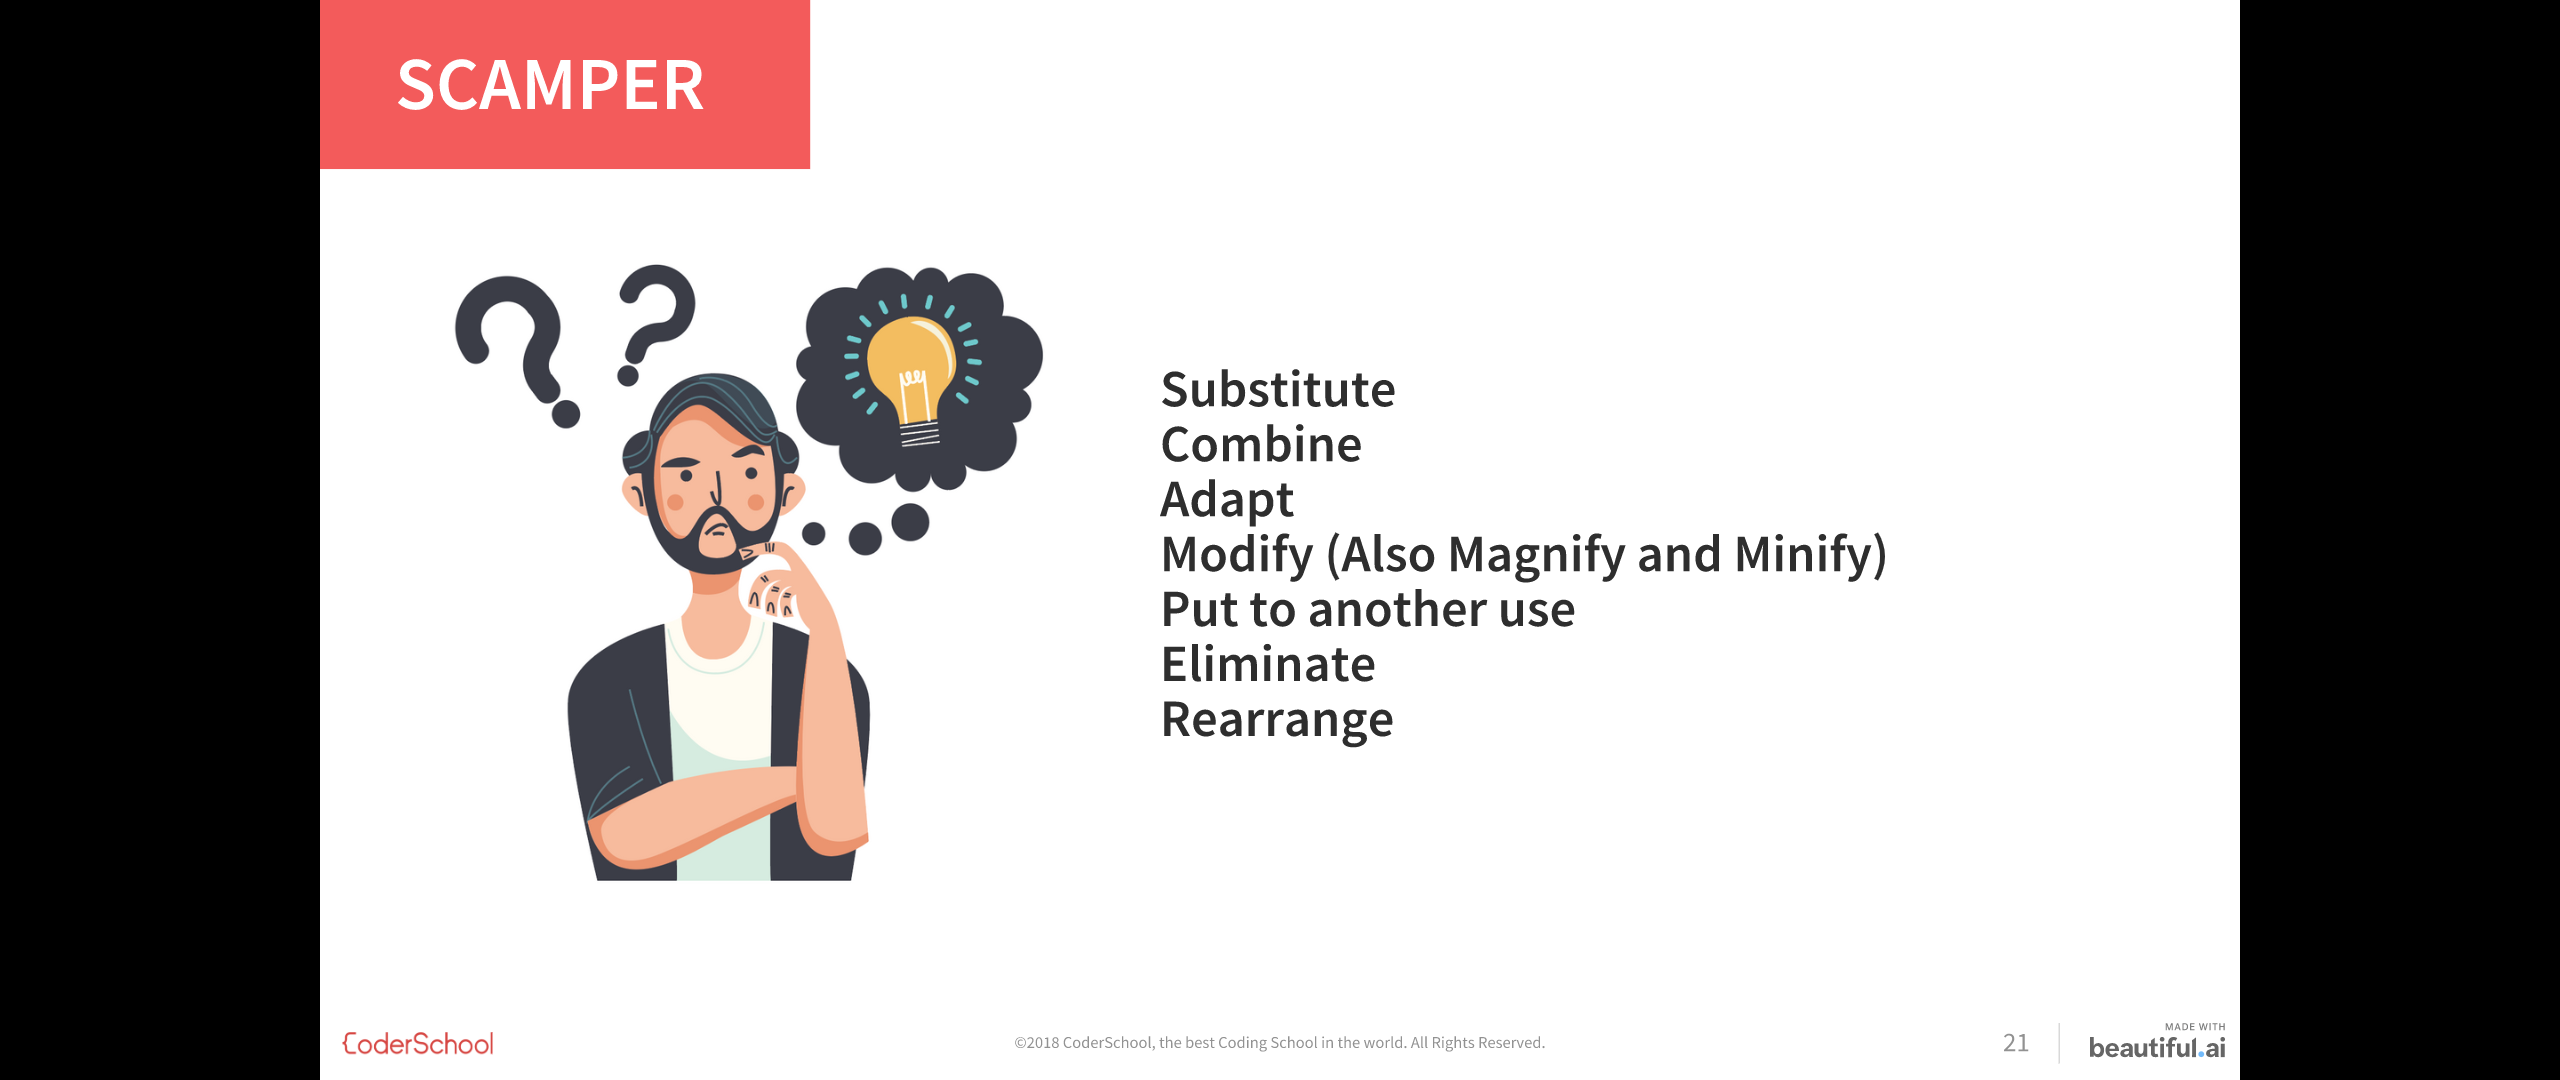 SCAMPER
Substitute
Combine
Adapt
Modify (Also Magnify and Minify)
Put to another use
Eliminate
Rearrange
CoderSchool
©2018 CoderSchool, the best Coding School in the world. All Rights Reserved.
21
MADE WITH
beautiful.ai